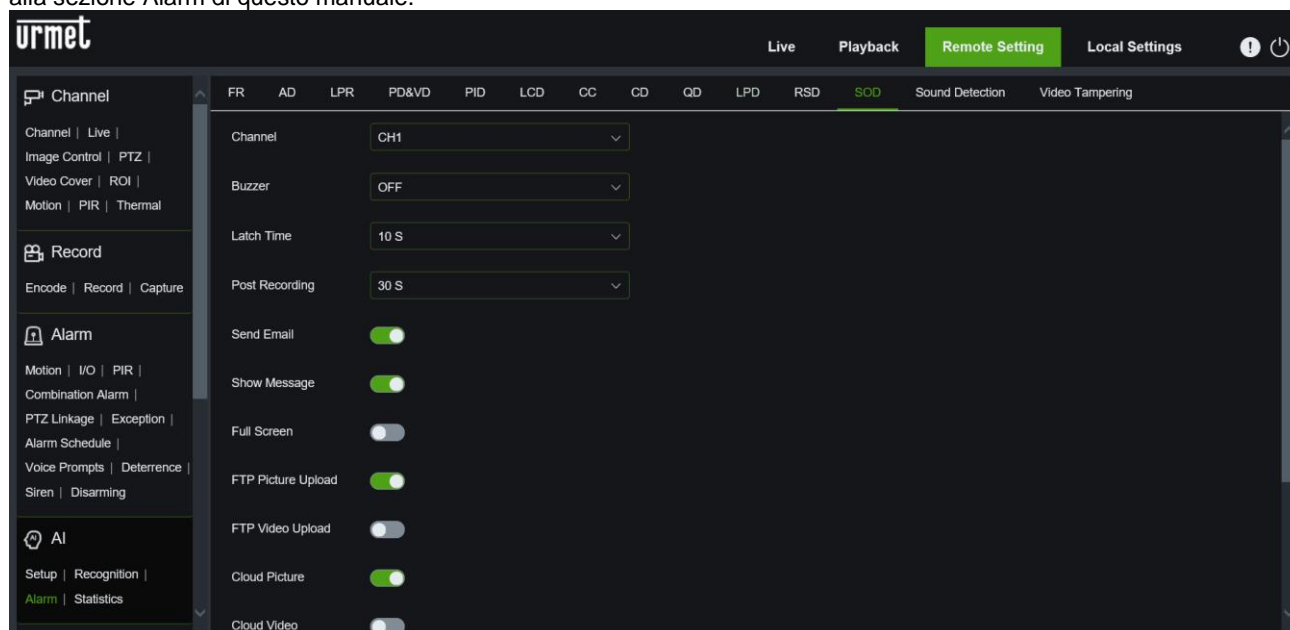 alla sezione Alarm di questo manuale.
urmet
Live Playback Remote Setting Local Settings
Channel
Channel | Live |
Image Control | PTZ |
Video Cover | ROI |
Motion | PIR | Thermal
Record
Encode | Record | Capture
Alarm
Motion | I/O | PIR |
Combination Alarm |
PTZ Linkage | Exception |
Alarm Schedule |
Voice Prompts | Deterrence |
Siren | Disarming
AI
Setup | Recognition |
Alarm | Statistics
FR AD LPR PD&VD PID LCD CC CD QD LPD RSD SOD Sound Detection Video Tampering
Channel CH1
Buzzer OFF
Latch Time 10 S
Post Recording 30 S
Send Email
Show Message
Full Screen
FTP Picture Upload
FTP Video Upload
Cloud Picture
Cloud Video